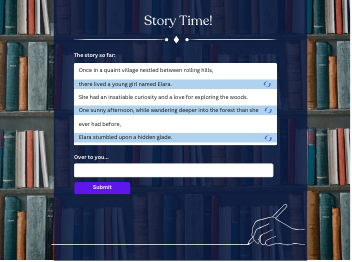 Story Time!
The story so far:
Once in a quaint village nestled between rolling hills,
there lived a young girl named Elara.
She had an insatiable curiosity and a love for exploring the woods.
One sunny afternoon, while wandering deeper into the forest than she
ever had before,
Elara stumbled upon a hidden glade.
Over to you...
Submit